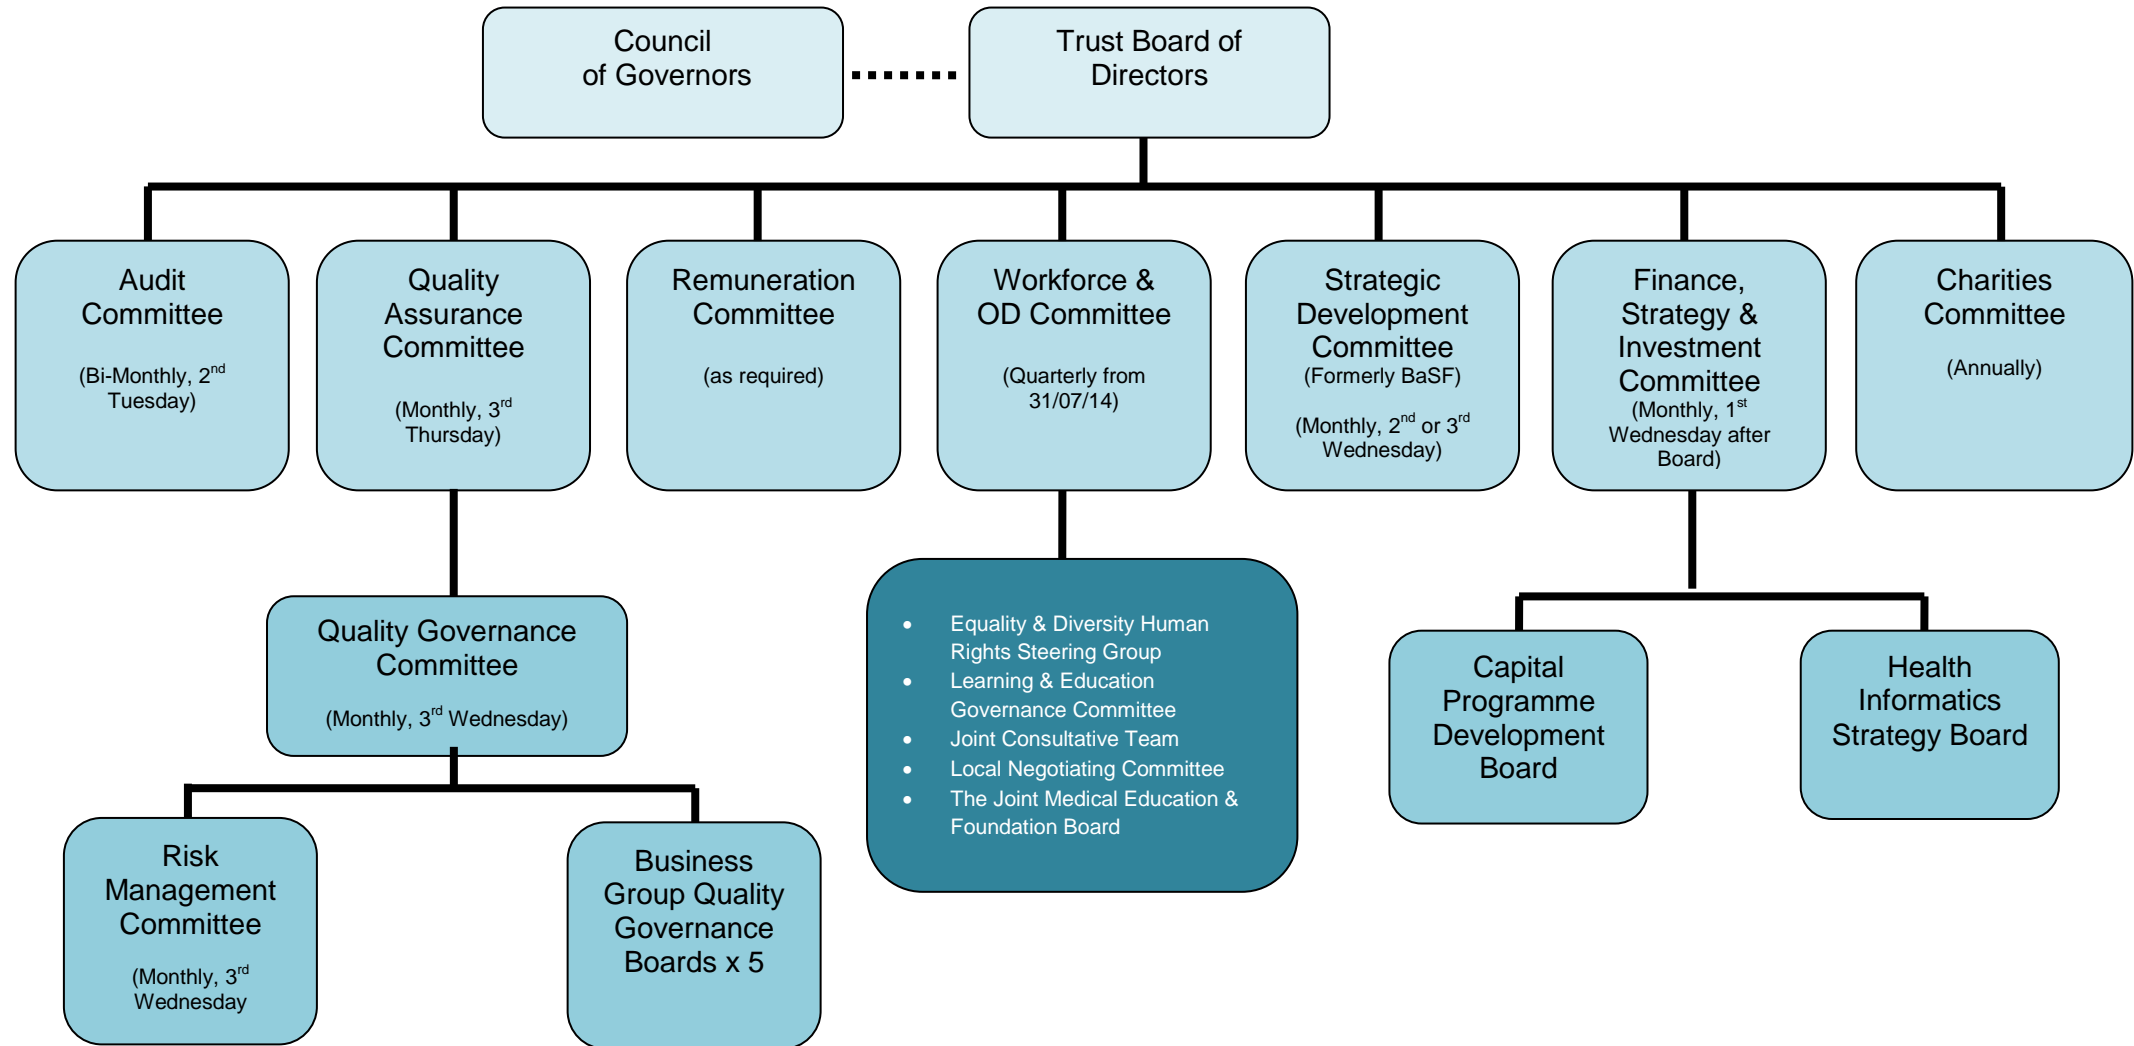 Council
of Governors
Trust Board of
Directors
Audit
Committee
(Bi-Monthly, 2nd
Tuesday)
Quality
Assurance
Committee
(Monthly, 3rd
Thursday)
Remuneration
Committee
(as required)
Workforce &
OD Committee
(Quarterly from
31/07/14)
Strategic
Development
Committee
(Formerly BaSF)
(Monthly, 2nd or 3rd
Wednesday)
Finance,
Strategy &
Investment
Committee
(Monthly, 1st
Wednesday after
Board)
Charities
Committee
(Annually)
Quality Governance
Committee
(Monthly, 3rd Wednesday)
• Equality & Diversity Human
Rights Steering Group
• Learning & Education
Governance Committee
• Joint Consultative Team
• Local Negotiating Committee
• The Joint Medical Education &
Foundation Board
Capital
Programme
Development
Board
Health
Informatics
Strategy Board
Risk
Management
Committee
(Monthly, 3rd
Wednesday
Business
Group Quality
Governance
Boards x 5